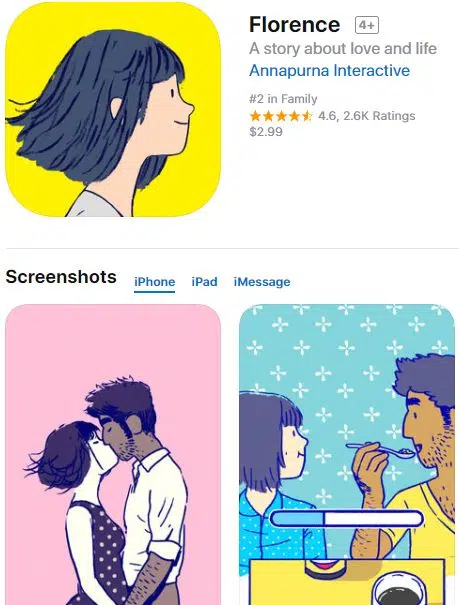 Florence 4+
A story about love and life
Annapurna Interactive
#2 in Family
★★★★⯪ 4.6, 2.6K Ratings
$2.99
Screenshots iPhone iPad iMessage